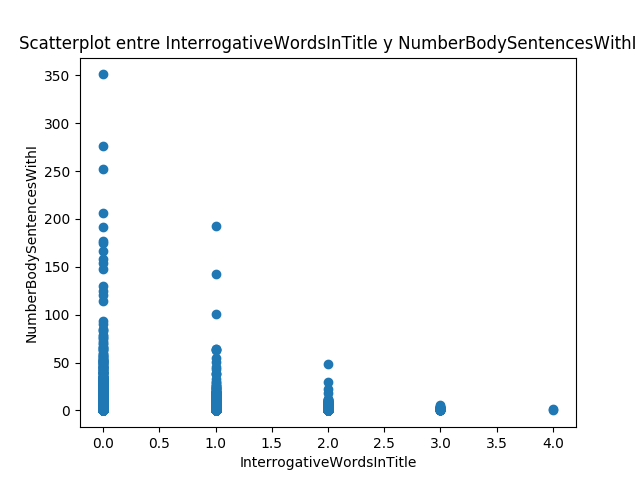 Scatterplot entre InterrogativeWordsInTitle y NumberBodySentencesWithI
350
300
250
200
150
100
50
0
NumberBodySentencesWithI
0.0 0.5 1.0 1.5 2.0 2.5 3.0 3.5 4.0
InterrogativeWordsInTitle